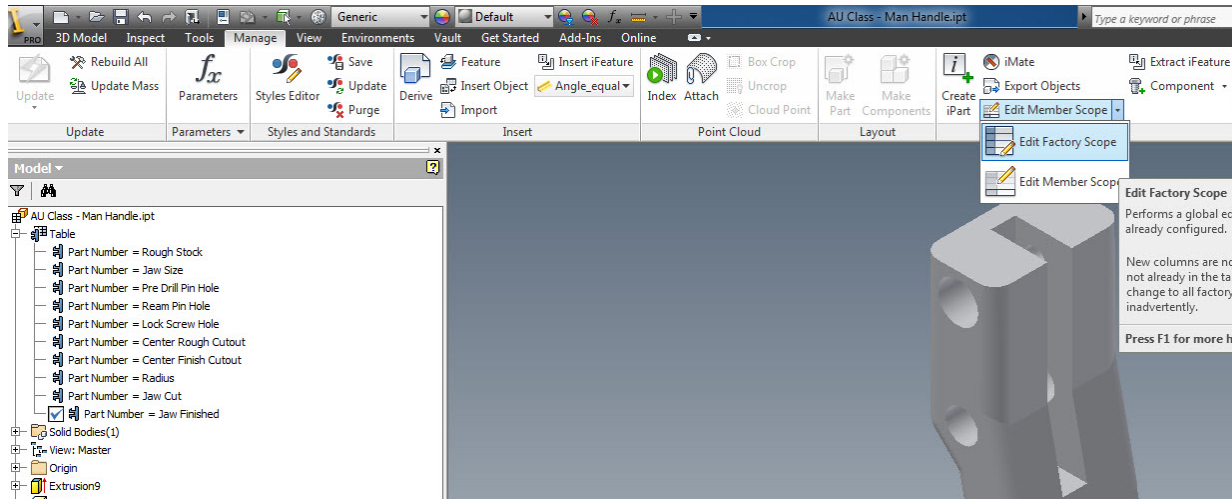 Generic
Default
fx
AU Class - Man Handle.ipt
Type a keyword or phrase
PRO
3D Model Inspect Tools Manage View Environments Vault Get Started Add-Ins Online
Update
Rebuild All
Update Mass
Update
fx
Parameters
Parameters
Styles Editor
Save
Update
Purge
Styles and Standards
Derive
Feature
Insert Object
Import
Insert iFeature
Angle_equal
Insert
Index
Attach
Box Crop
Uncrop
Cloud Point
Point Cloud
Make Part
Make Components
Layout
Create iPart
iMate
Export Objects
Edit Member Scope
Extract iFeature
Component
Edit Factory Scope
Edit Member Scope
Edit Factory Scope
Performs a global ed
already configured.
New columns are no
not already in the ta
change to all factory
inadvertently.
Press F1 for more h
Model
AU Class - Man Handle.ipt
Table
Part Number = Rough Stock
Part Number = Jaw Size
Part Number = Pre Drill Pin Hole
Part Number = Ream Pin Hole
Part Number = Lock Screw Hole
Part Number = Center Rough Cutout
Part Number = Center Finish Cutout
Part Number = Radius
Part Number = Jaw Cut
Part Number = Jaw Finished
Solid Bodies(1)
View: Master
Origin
Extrusion9